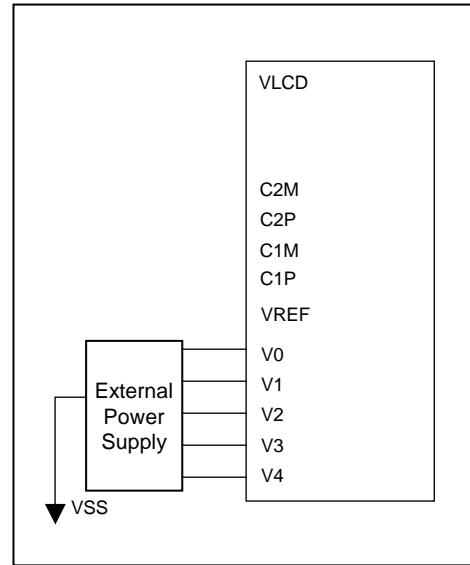 VLCD
C2M
C2P
C1M
C1P
VREF
V0
V1
V2
V3
V4
External
Power
Supply
VSS